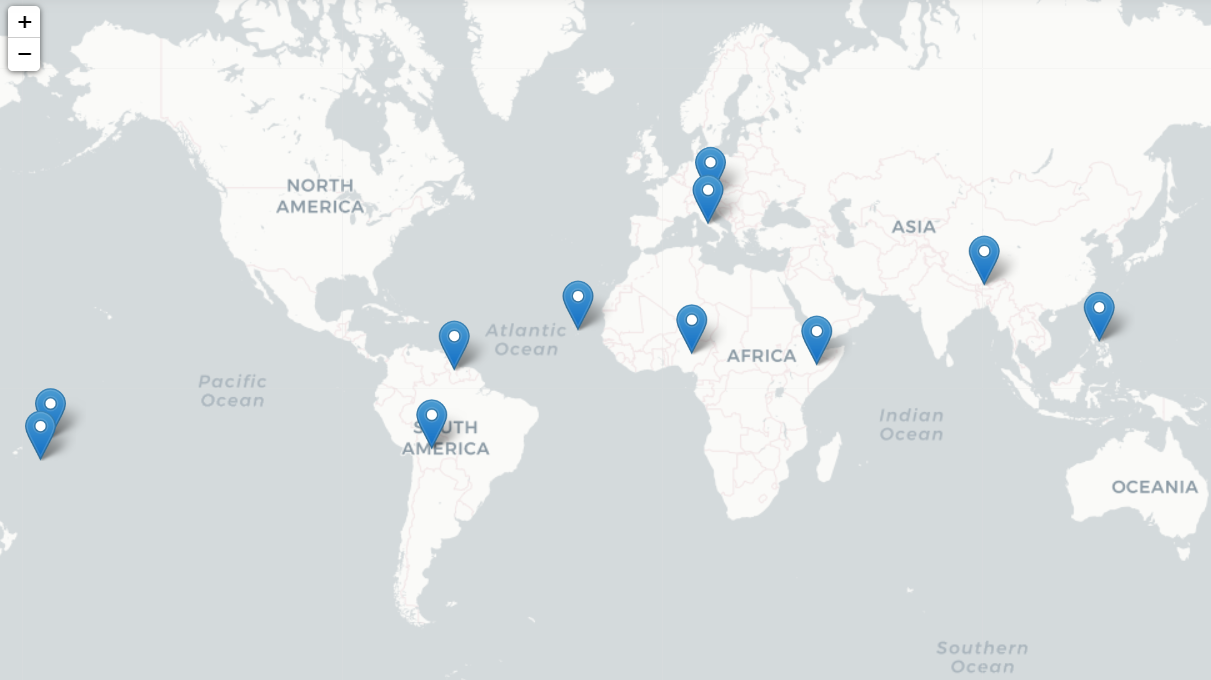 +
−
NORTH
AMERICA
ASIA
Atlantic
Ocean
AFRICA
Pacific
Ocean
Indian
Ocean
SOUTH
AMERICA
OCEANIA
Southern
Ocean